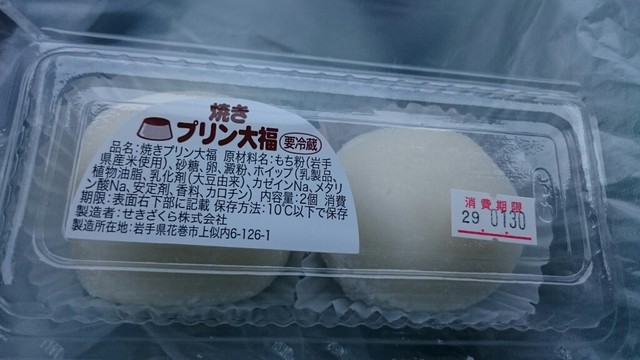 焼き
プリン大福
要冷蔵
品名:焼きプリン大福 原材料名:もち粉(岩手
県産米使用)、砂糖、卵、澱粉、ホイップ(乳製品、
植物油脂、乳化剤(大豆由来)、カゼインNa、メタリ
ン酸Na、安定剤、香料、カロチン) 内容量:2個 消費
期限:表面右下部に記載 保存方法:10℃以下で保存
製造者:せきざくら株式会社
製造所在地:岩手県花巻市上似内6-126-1
消費期限
29.01.30